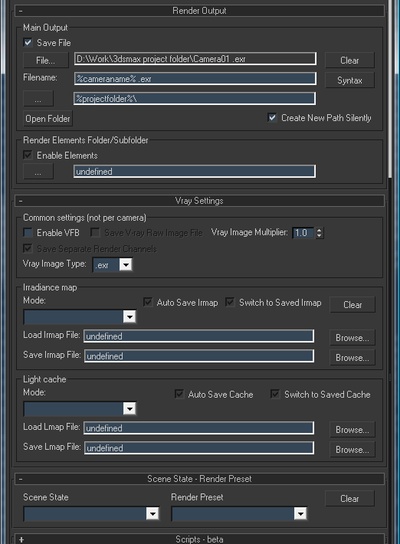 Render Output
Main Output
Save File
File... D:\Work\3dsmax project folder\Camera01 .exr Clear
Filename: %cameraname% .exr Syntax
... %projectfolder%\
Open Folder Create New Path Silently
Render Elements Folder/Subfolder
Enable Elements
... undefined
- Vray Settings
Common settings (not per camera)
Enable VFB Save V-ray Raw Image File Vray Image Multiplier: 1.0
Save Separate Render Channels
Vray Image Type: .exr
Irradiance map
Mode: Auto Save Irmap Switch to Saved Irmap Clear
Load Imap File: undefined Browse...
Save Imap File: undefined Browse...
Light cache
Mode: Auto Save Cache Switch to Saved Cache
Load Lmap File: undefined Browse...
Save Lmap File: undefined Browse...
- Scene State - Render Preset
Scene State Render Preset Clear
+ Scripts - beta